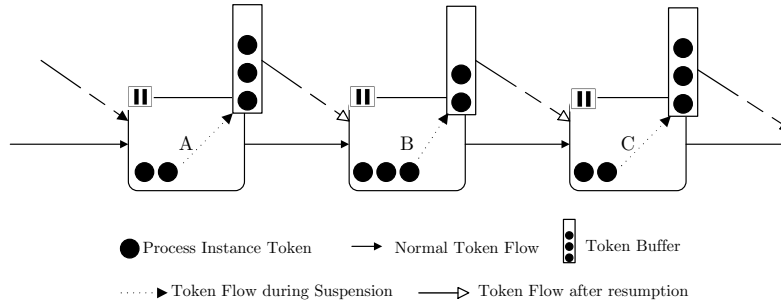 A
B
C
Process Instance Token
Normal Token Flow
Token Buffer
Token Flow during Suspension
Token Flow after resumption